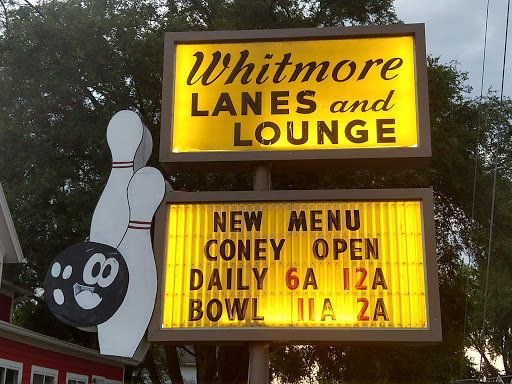 Whitmore
LANES and
LOUNGE
NEW MENU
CONEY OPEN
DAILY 6A 12A
BOWL 11A 2A